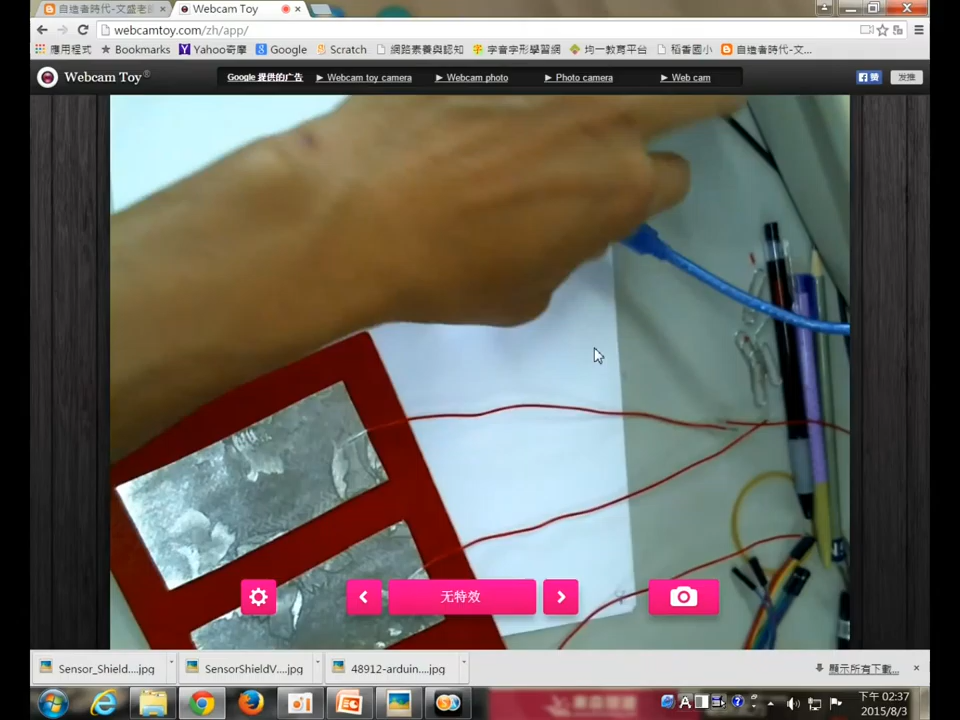 自造者時代-文盛老師
Webcam Toy
webcamtoy.com/zh/app/
應用程式 Bookmarks Yahoo奇摩 Google Scratch 網路素養與認知 字音字形學習網 均一教育平台 稻香國小 自造者時代-文...
Webcam Toy®
Google 提供的广告 ▶ Webcam toy camera ▶ Webcam photo ▶ Photo camera ▶ Web cam
赞 发推
无特效
Sensor_Shield....jpg SensorShieldV....jpg 48912-arduin....jpg 顯示所有下載...
下午 02:37
2015/8/3